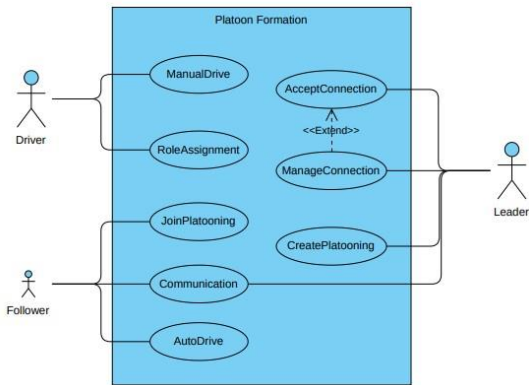 Platoon Formation
ManualDrive
AcceptConnection
Driver
<<Extend>>
RoleAssignment
ManageConnection
Leader
JoinPlatooning
CreatePlatooning
Communication
Follower
AutoDrive